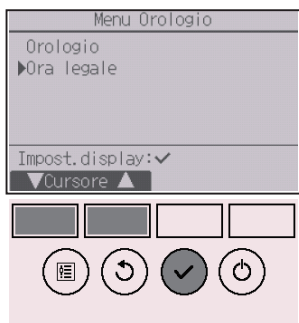 Menu Orologio
Orologio
▶Ora legale
Impost.display:✓
▼Cursore ▲